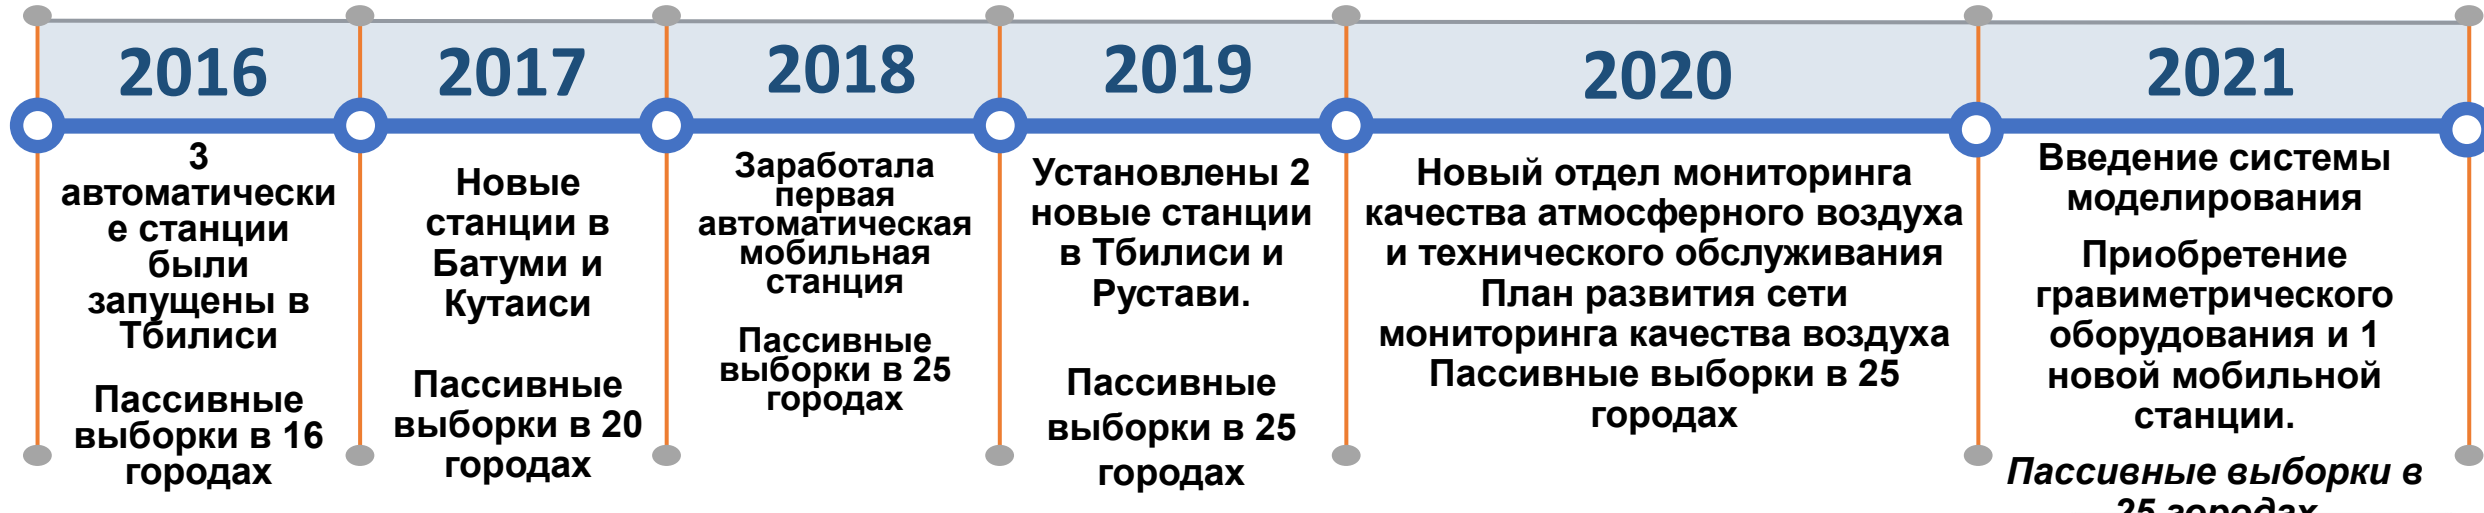 2016
3
автоматически
е станции
были
запущены в
Тбилиси
Пассивные
выборки в 16
городах
2017
Новые
станции в
Батуми и
Кутаиси
Пассивные
выборки в 20
городах
2018
Заработала
первая
автоматическая
мобильная
станция
Пассивные
выборки в 25
городах
2019
Установлены 2
новые станции
в Тбилиси и
Рустави.
Пассивные
выборки в 25
городах
2020
Новый отдел мониторинга
качества атмосферного воздуха
и технического обслуживания
План развития сети
мониторинга качества воздуха
Пассивные выборки в 25
городах
2021
Введение системы
моделирования
Приобретение
гравиметрического
оборудования и 1
новой мобильной
станции.
Пассивные выборки в
25 городах